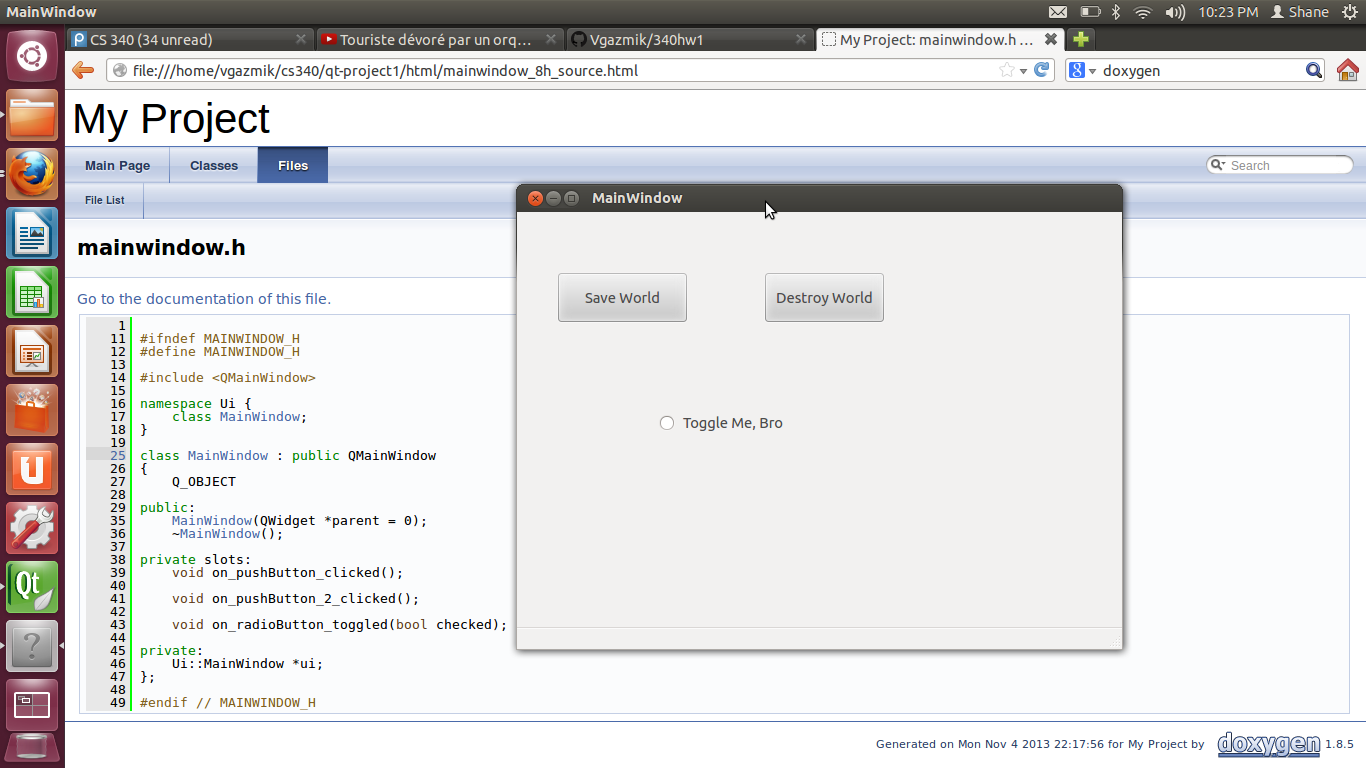 MainWindow
10:23 PM Shane
CS 340 (34 unread)
Touriste dévoré par un orq...
Vgazmik/340hw1
My Project: mainwindow.h ...
file:///home/vgazmik/cs340/qt-project1/html/mainwindow_8h_source.html
8 doxygen
My Project
Main Page Classes Files
Search
File List
mainwindow.h
Go to the documentation of this file.
1
11 #ifndef MAINWINDOW_H
12 #define MAINWINDOW_H
13
14 #include <QMainWindow>
15
16 namespace Ui {
17     class MainWindow;
18 }
19
25 class MainWindow : public QMainWindow
26 {
27     Q_OBJECT
28
29 public:
35     MainWindow(QWidget *parent = 0);
36     ~MainWindow();
37
38 private slots:
39     void on_pushButton_clicked();
40
41     void on_pushButton_2_clicked();
42
43     void on_radioButton_toggled(bool checked);
44
45 private:
46     Ui::MainWindow *ui;
47 };
48
49 #endif // MAINWINDOW_H
MainWindow
Save World
Destroy World
Toggle Me, Bro
Qt
Generated on Mon Nov 4 2013 22:17:56 for My Project by doxygen 1.8.5